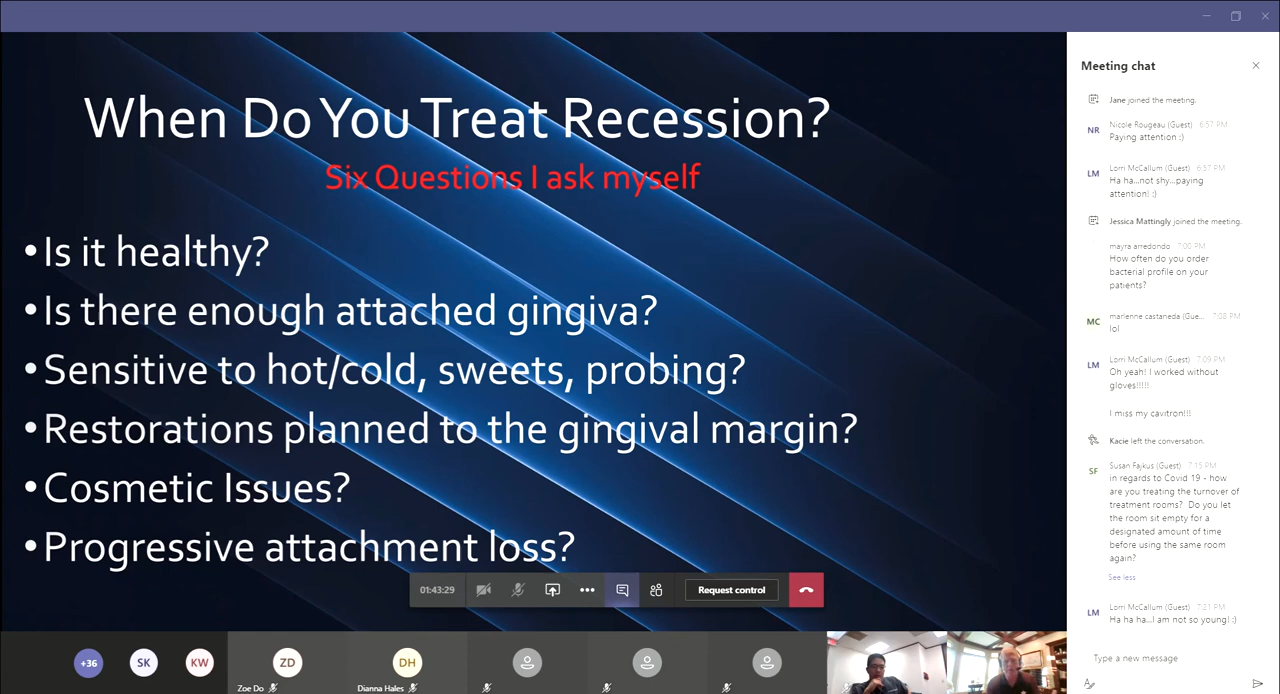 When Do You Treat Recession?
Six Questions I ask myself
•Is it healthy?
•Is there enough attached gingiva?
•Sensitive to hot/cold, sweets, probing?
•Restorations planned to the gingival margin?
•Cosmetic Issues?
•Progressive attachment loss?
01:43:29
Request control
+36
SK
KW
ZD
Zoe Do
DH
Dianna Hales
Meeting chat
Jane joined the meeting.
NR
Nicole Rougeau (Guest) 6:57 PM
Paying attention :)
LM
Lorri McCallum (Guest) 6:57 PM
Ha ha...not shy...paying
attention! :)
Jessica Mattingly joined the meeting.
mayra arredondo 7:00 PM
How often do you order
bacterial profile on your
patients?
MC
marlenne castaneda (Gue... 7:08 PM
lol
LM
Lorri McCallum (Guest) 7:09 PM
Oh yeah! I worked without
gloves!!!!!
I miss my cavitron!!!
Kacie left the conversation.
SF
Susan Fajkus (Guest) 7:15 PM
in regards to Covid 19 - how
are you treating the turnover of
treatment rooms? Do you let
the room sit empty for a
designated amount of time
before using the same room
again?
See less
LM
Lorri McCallum (Guest) 7:21 PM
Ha ha ha...I am not so young! :)
Type a new message